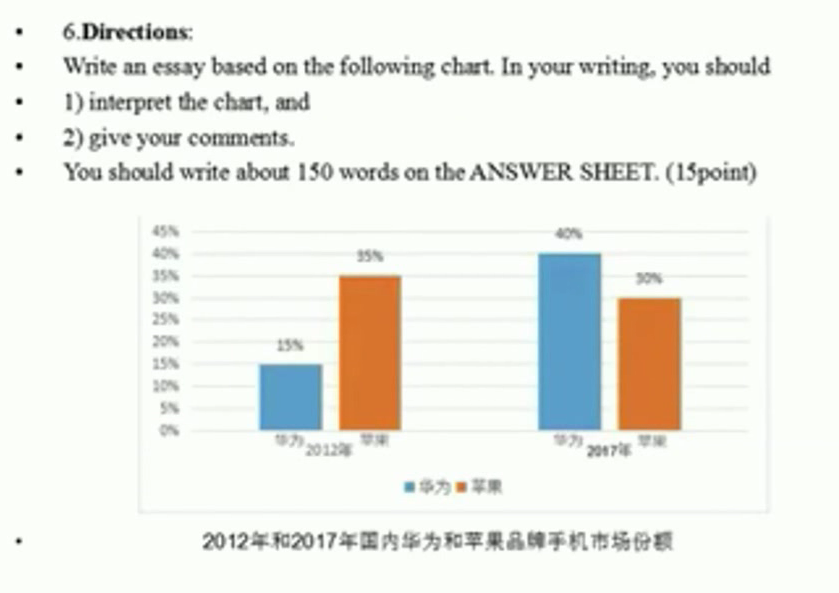 • 6.Directions:
• Write an essay based on the following chart. In your writing, you should
• 1) interpret the chart, and
• 2) give your comments.
• You should write about 150 words on the ANSWER SHEET. (15point)
45%
40%
35%
30%
25%
20%
15%
10%
5%
0%
15%
35%
40%
30%
华为 苹果 华为 苹果
2012年 2017年
华为 苹果
• 2012年和2017年国内华为和苹果品牌手机市场份额